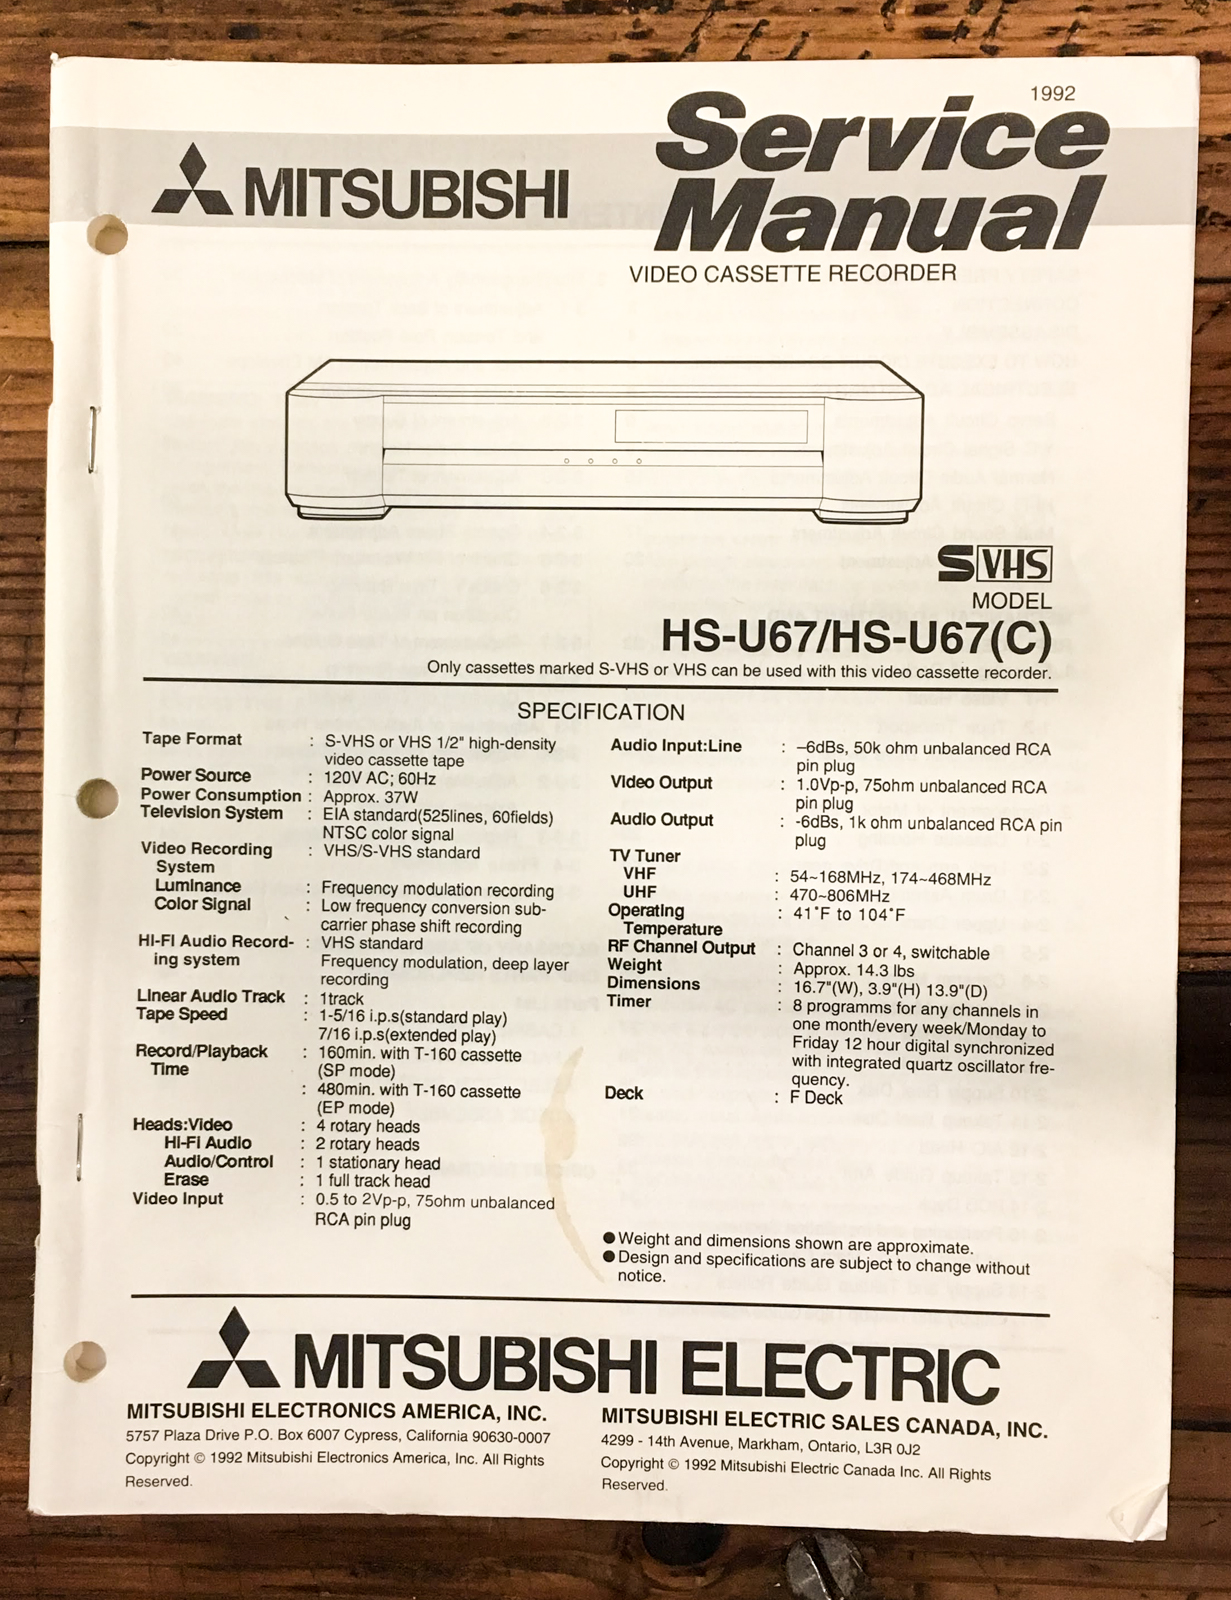 1992
Service
Manual
MITSUBISHI
VIDEO CASSETTE RECORDER
S VHS
MODEL
HS-U67/HS-U67(C)
Only cassettes marked S-VHS or VHS can be used with this video cassette recorder.
SPECIFICATION
Tape Format : S-VHS or VHS 1/2" high-density
video cassette tape
Power Source : 120V AC; 60Hz
Power Consumption : Approx. 37W
Television System : EIA standard(525lines, 60fields)
NTSC color signal
Video Recording : VHS/S-VHS standard
System
Luminance : Frequency modulation recording
Color Signal : Low frequency conversion sub-
carrier phase shift recording
HI-FI Audio Record- : VHS standard
ing system Frequency modulation, deep layer
recording
Linear Audio Track : 1track
Tape Speed : 1-5/16 i.p.s(standard play)
7/16 i.p.s(extended play)
Record/Playback : 160min. with T-160 cassette
Time (SP mode)
: 480min. with T-160 cassette
(EP mode)
Heads:Video : 4 rotary heads
HI-FI Audio : 2 rotary heads
Audio/Control : 1 stationary head
Erase : 1 full track head
Video Input : 0.5 to 2Vp-p, 75ohm unbalanced
RCA pin plug
Audio Input:Line : –6dBs, 50k ohm unbalanced RCA
pin plug
Video Output : 1.0Vp-p, 75ohm unbalanced RCA
pin plug
Audio Output : -6dBs, 1k ohm unbalanced RCA pin
plug
TV Tuner
VHF : 54~168MHz, 174~468MHz
UHF : 470~806MHz
Operating : 41˚F to 104˚F
Temperature
RF Channel Output : Channel 3 or 4, switchable
Weight : Approx. 14.3 lbs
Dimensions : 16.7"(W), 3.9"(H) 13.9"(D)
Timer : 8 programms for any channels in
one month/every week/Monday to
Friday 12 hour digital synchronized
with integrated quartz oscillator fre-
quency.
Deck : F Deck
● Weight and dimensions shown are approximate.
● Design and specifications are subject to change without
notice.
MITSUBISHI ELECTRIC
MITSUBISHI ELECTRONICS AMERICA, INC.
5757 Plaza Drive P.O. Box 6007 Cypress, California 90630-0007
Copyright © 1992 Mitsubishi Electronics America, Inc. All Rights
Reserved.
MITSUBISHI ELECTRIC SALES CANADA, INC.
4299 - 14th Avenue, Markham, Ontario, L3R 0J2
Copyright © 1992 Mitsubishi Electric Canada Inc. All Rights
Reserved.